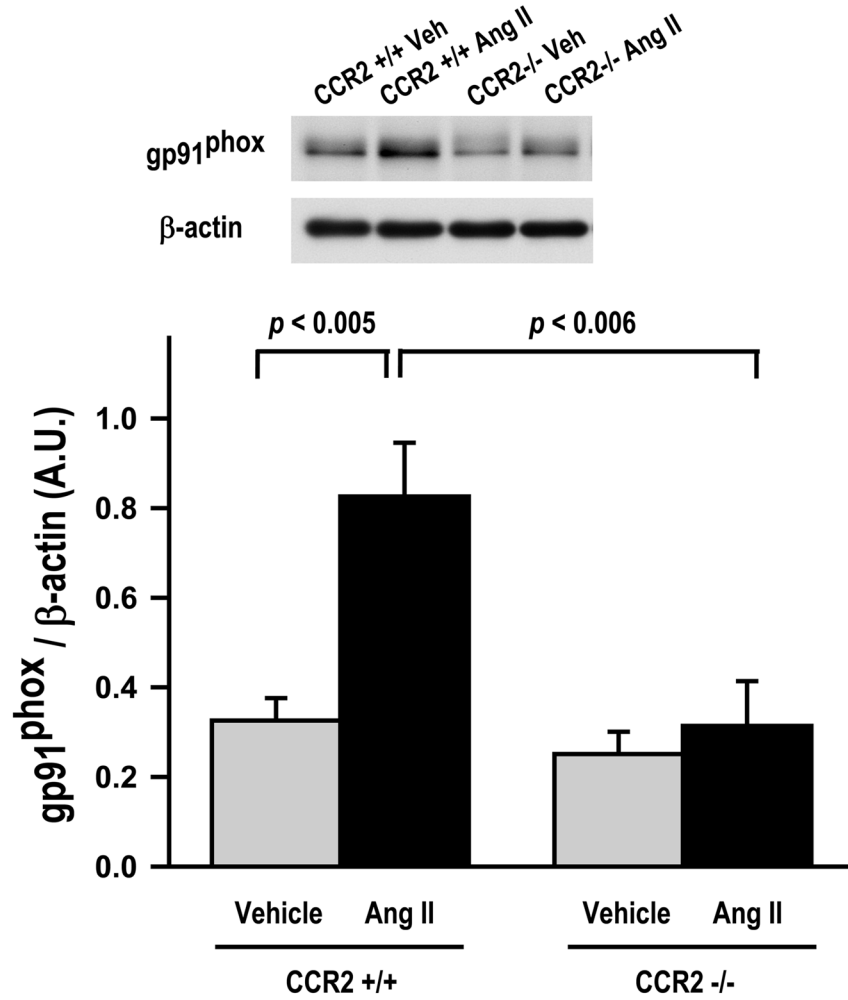 CCR2 +/+ Veh
CCR2 +/+ Ang II
CCR2-/- Veh
CCR2-/- Ang II
gp91phox
β-actin
p < 0.005
p < 0.006
gp91phox / β-actin (A.U.)
1.0
0.8
0.6
0.4
0.2
0.0
Vehicle Ang II Vehicle Ang II
CCR2 +/+ CCR2 -/-